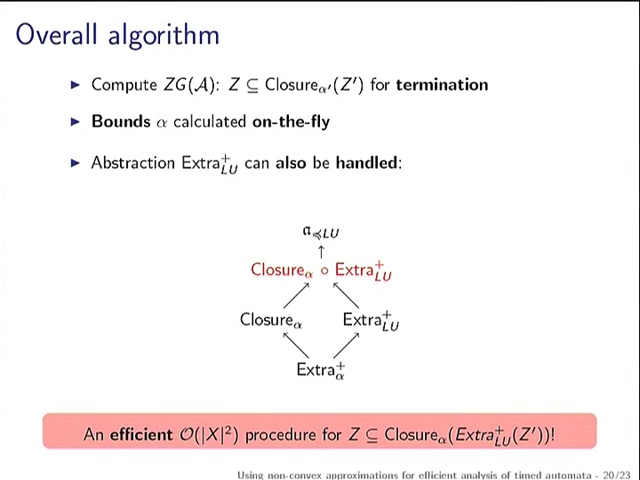 Overall algorithm
▶ Compute ZG(𝒜): Z ⊆ Closure_α′(Z′) for termination
▶ Bounds α calculated on-the-fly
▶ Abstraction Extra⁺_LU can also be handled:
𝔞_≼LU
↑
Closure_α ∘ Extra⁺_LU
Closure_α Extra⁺_LU
Extra⁺_α
An efficient 𝒪(|X|²) procedure for Z ⊆ Closure_α(Extra⁺_LU(Z′))!
Using non-convex approximations for efficient analysis of timed automata - 20/23